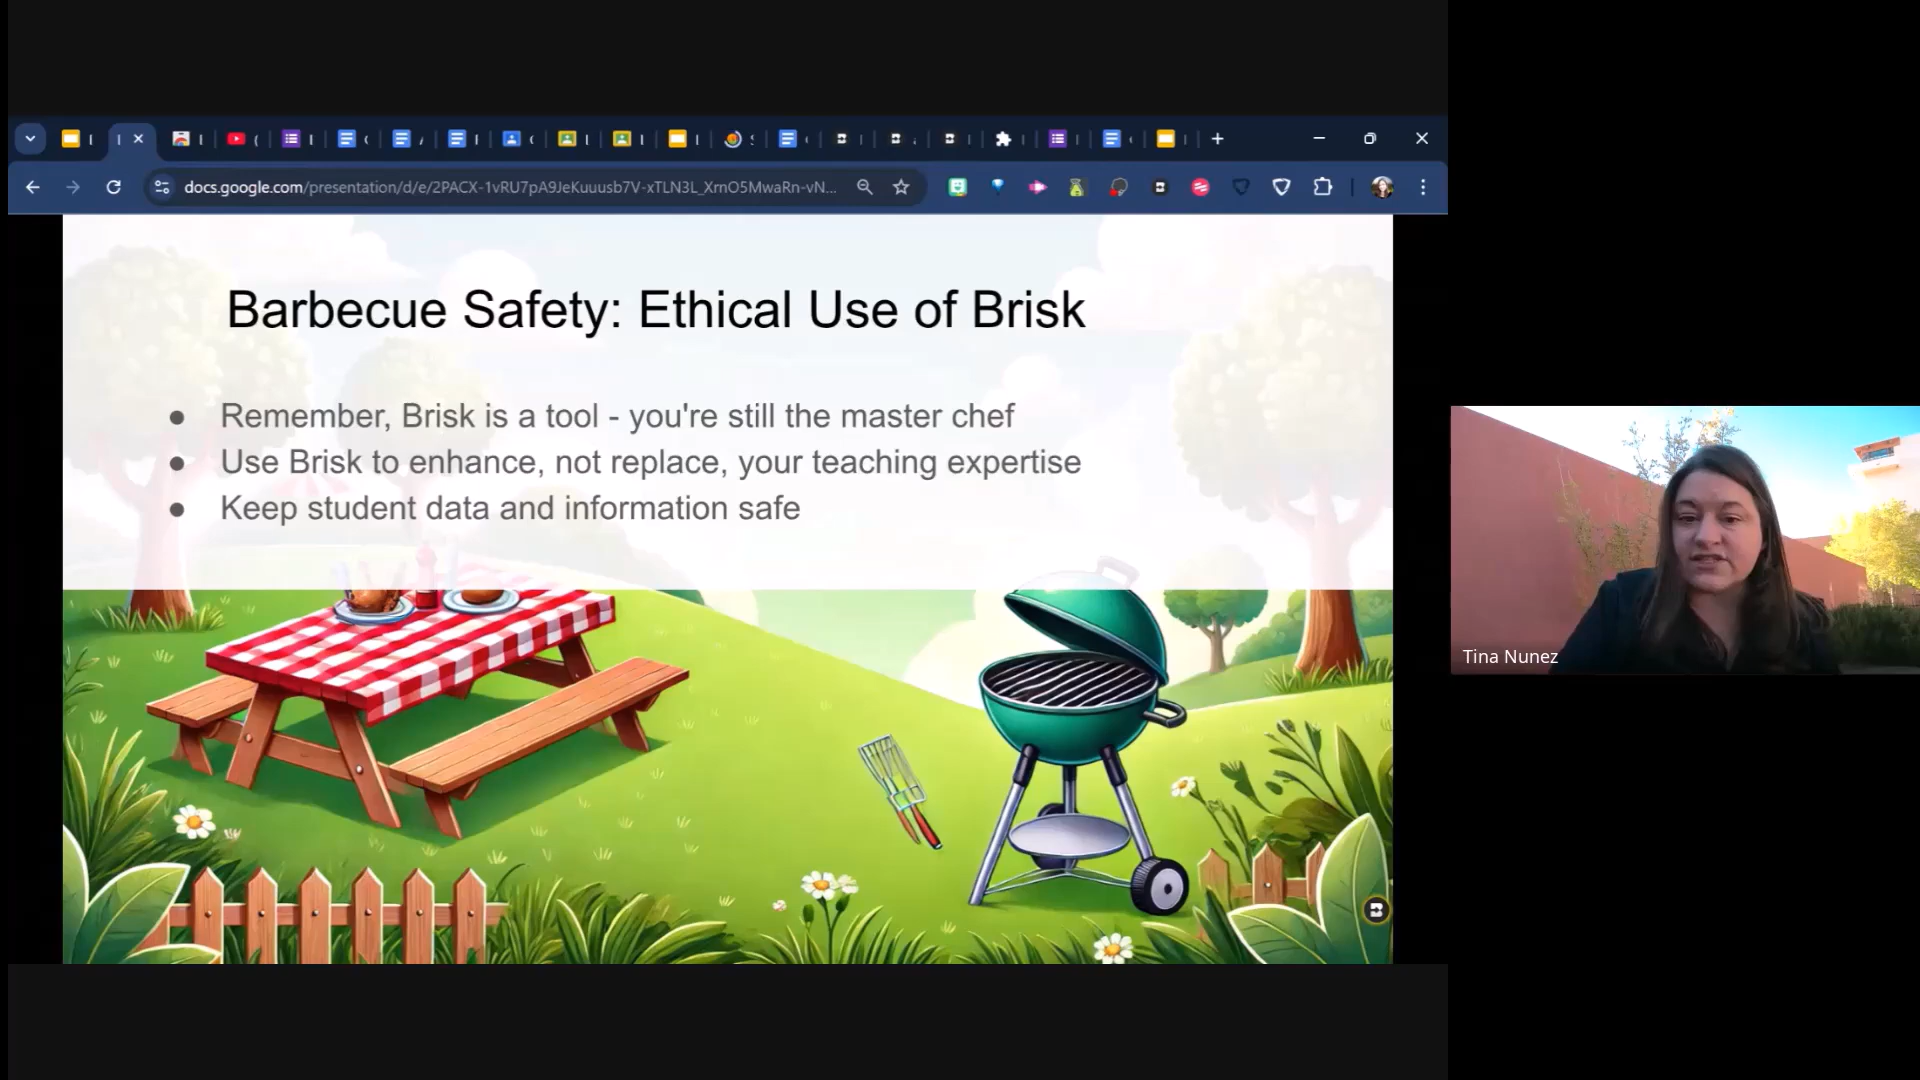 docs.google.com/presentation/d/e/2PACX-1vRU7pA9JeKuuusb7V-xTLN3L_XrnO5MwaRn-vN...
Barbecue Safety: Ethical Use of Brisk
● Remember, Brisk is a tool - you're still the master chef
● Use Brisk to enhance, not replace, your teaching expertise
● Keep student data and information safe
Tina Nunez